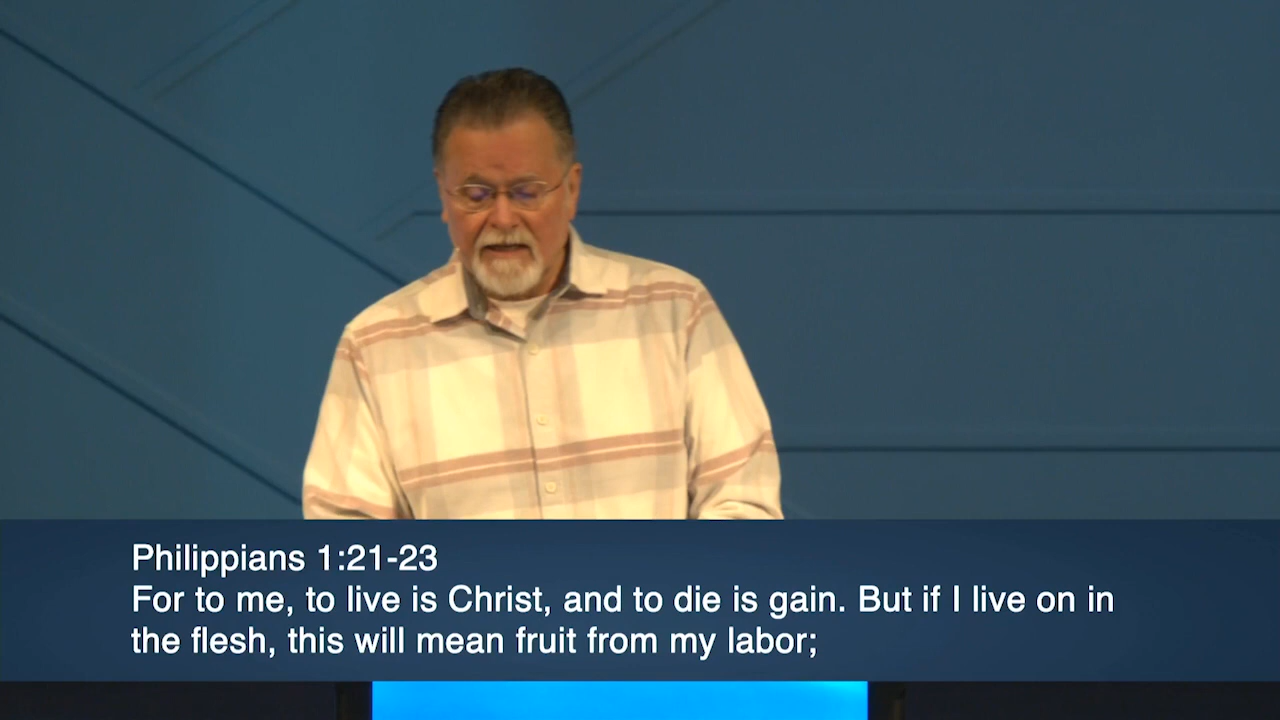 Philippians 1:21-23
For to me, to live is Christ, and to die is gain. But if I live on in
the flesh, this will mean fruit from my labor;